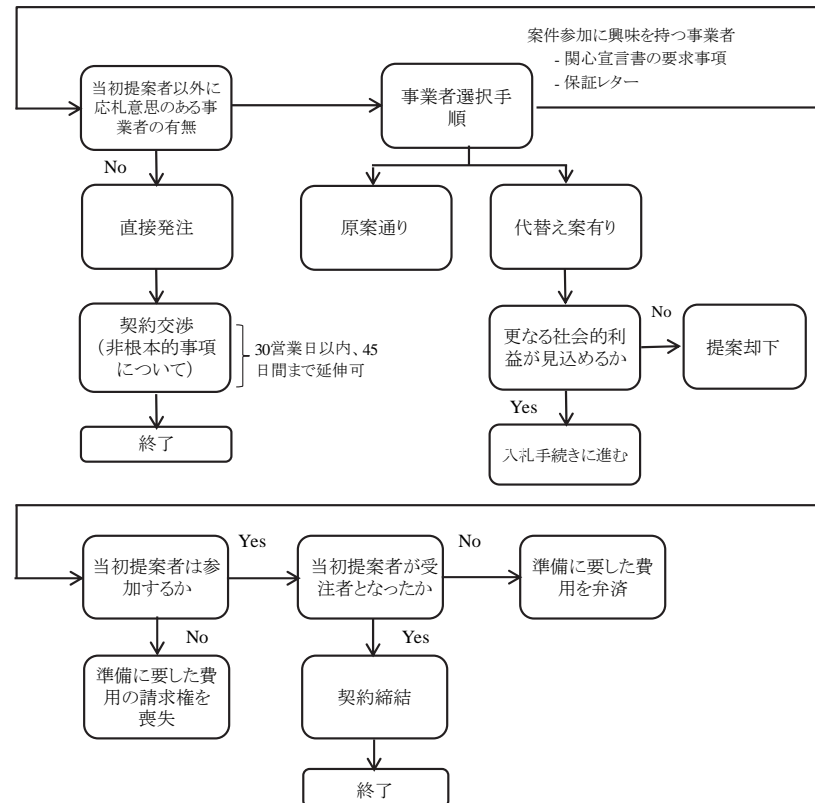 案件参加に興味を持つ事業者
- 関心宣言書の要求事項
- 保証レター
当初提案者以外に
応札意思のある事
業者の有無
事業者選択手
順
No
直接発注
原案通り
代替え案有り
契約交渉
(非根本的事項
について)
30営業日以内、45
日間まで延伸可
更なる社会的利
益が見込めるか
No
提案却下
Yes
終了
入札手続きに進む
当初提案者は参
加するか
Yes
当初提案者が受
注者となったか
No
準備に要した費
用を弁済
No
Yes
準備に要した費
用の請求権を
喪失
契約締結
終了